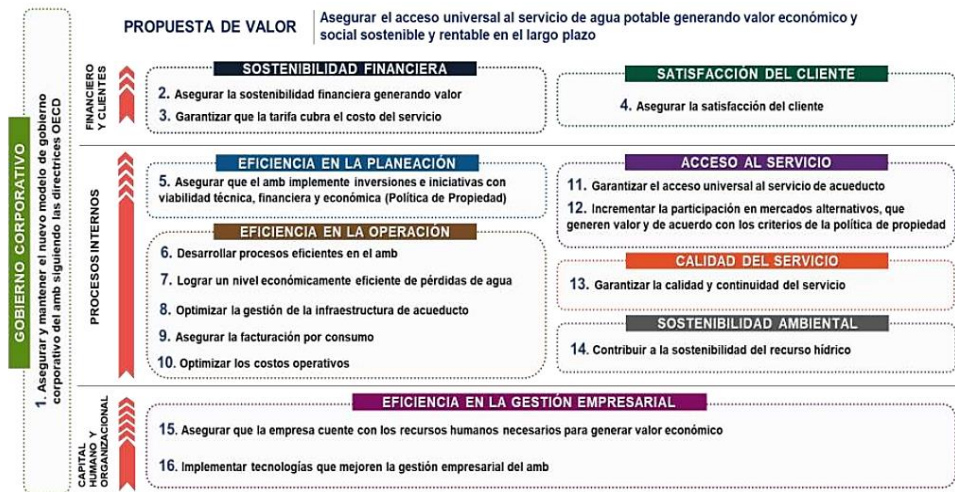 PROPUESTA DE VALOR
Asegurar el acceso universal al servicio de agua potable generando valor económico y
social sostenible y rentable en el largo plazo
GOBIERNO CORPORATIVO
1. Asegurar y mantener el nuevo modelo de gobierno
corporativo del amb siguiendo las directrices OECD
FINANCIERO
Y CLIENTES
SOSTENIBILIDAD FINANCIERA
2. Asegurar la sostenibilidad financiera generando valor
3. Garantizar que la tarifa cubra el costo del servicio
SATISFACCIÓN DEL CLIENTE
4. Asegurar la satisfacción del cliente
PROCESOS INTERNOS
EFICIENCIA EN LA PLANEACIÓN
5. Asegurar que el amb implemente inversiones e iniciativas con
viabilidad técnica, financiera y económica (Política de Propiedad)
EFICIENCIA EN LA OPERACIÓN
6. Desarrollar procesos eficientes en el amb
7. Lograr un nivel económicamente eficiente de pérdidas de agua
8. Optimizar la gestión de la infraestructura de acueducto
9. Asegurar la facturación por consumo
10. Optimizar los costos operativos
ACCESO AL SERVICIO
11. Garantizar el acceso universal al servicio de acueducto
12. Incrementar la participación en mercados alternativos, que
generen valor y de acuerdo con los criterios de la política de propiedad
CALIDAD DEL SERVICIO
13. Garantizar la calidad y continuidad del servicio
SOSTENIBILIDAD AMBIENTAL
14. Contribuir a la sostenibilidad del recurso hídrico
CAPITAL
HUMANO Y
ORGANIZACIONAL
EFICIENCIA EN LA GESTIÓN EMPRESARIAL
15. Asegurar que la empresa cuente con los recursos humanos necesarios para generar valor económico
16. Implementar tecnologías que mejoren la gestión empresarial del amb